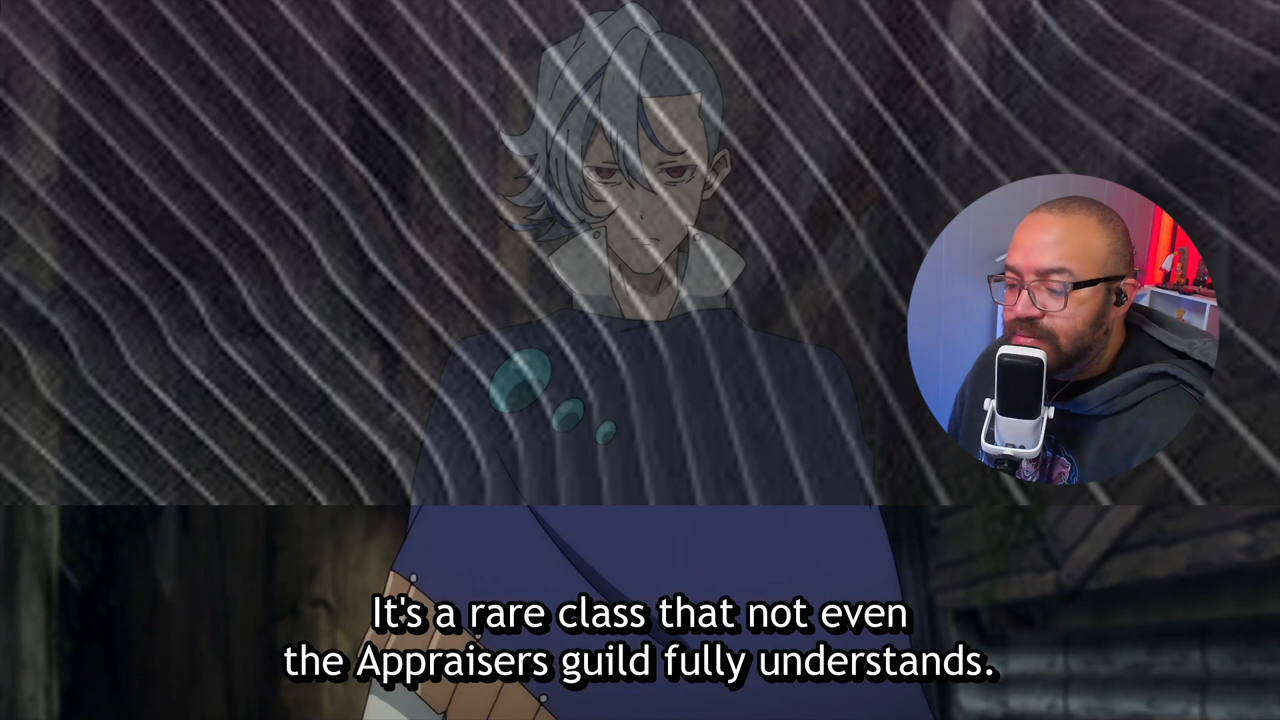 It's a rare class that not even
the Appraisers guild fully understands.